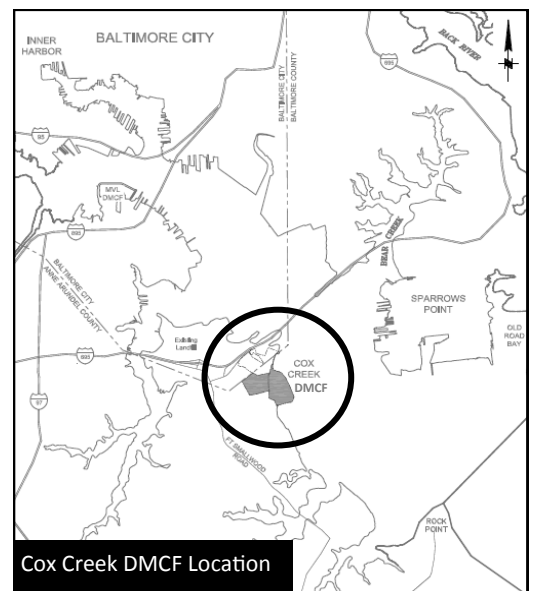 INNER
HARBOR
BALTIMORE CITY
BACK RIVER
695
N
BALTIMORE CITY
BALTIMORE COUNTY
95
MVL
DMCF
895
BEAR CREEK
BALTIMORE CITY
ANNE ARUNDEL COUNTY
SPARROWS
POINT
OLD
ROAD
BAY
Existing
Land
695
COX
CREEK
DMCF
97
FT SMALLWOOD
ROAD
ROCK
POINT
Cox Creek DMCF Location